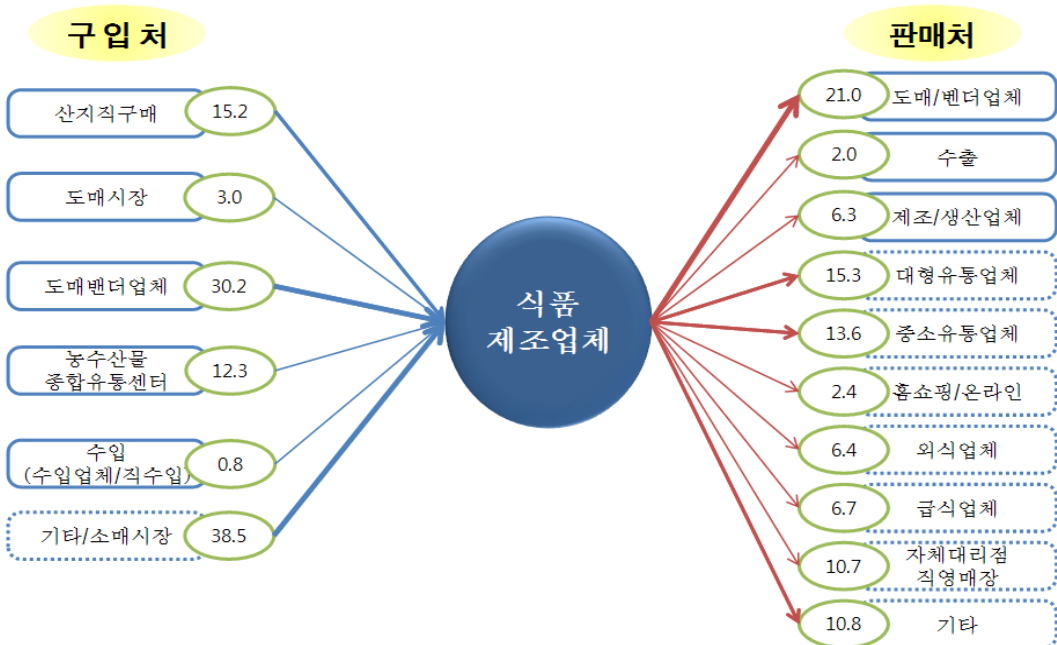 구 입 처
판매처
산지직구매
15.2
도매시장
3.0
도매밴더업체
30.2
농수산물
종합유통센터
12.3
수입
(수입업체/직수입)
0.8
기타/소매시장
38.5
식품
제조업체
21.0
도매/벤더업체
2.0
수출
6.3
제조/생산업체
15.3
대형유통업체
13.6
중소유통업체
2.4
홈쇼핑/온라인
6.4
외식업체
6.7
급식업체
10.7
자체대리점
직영매장
10.8
기타